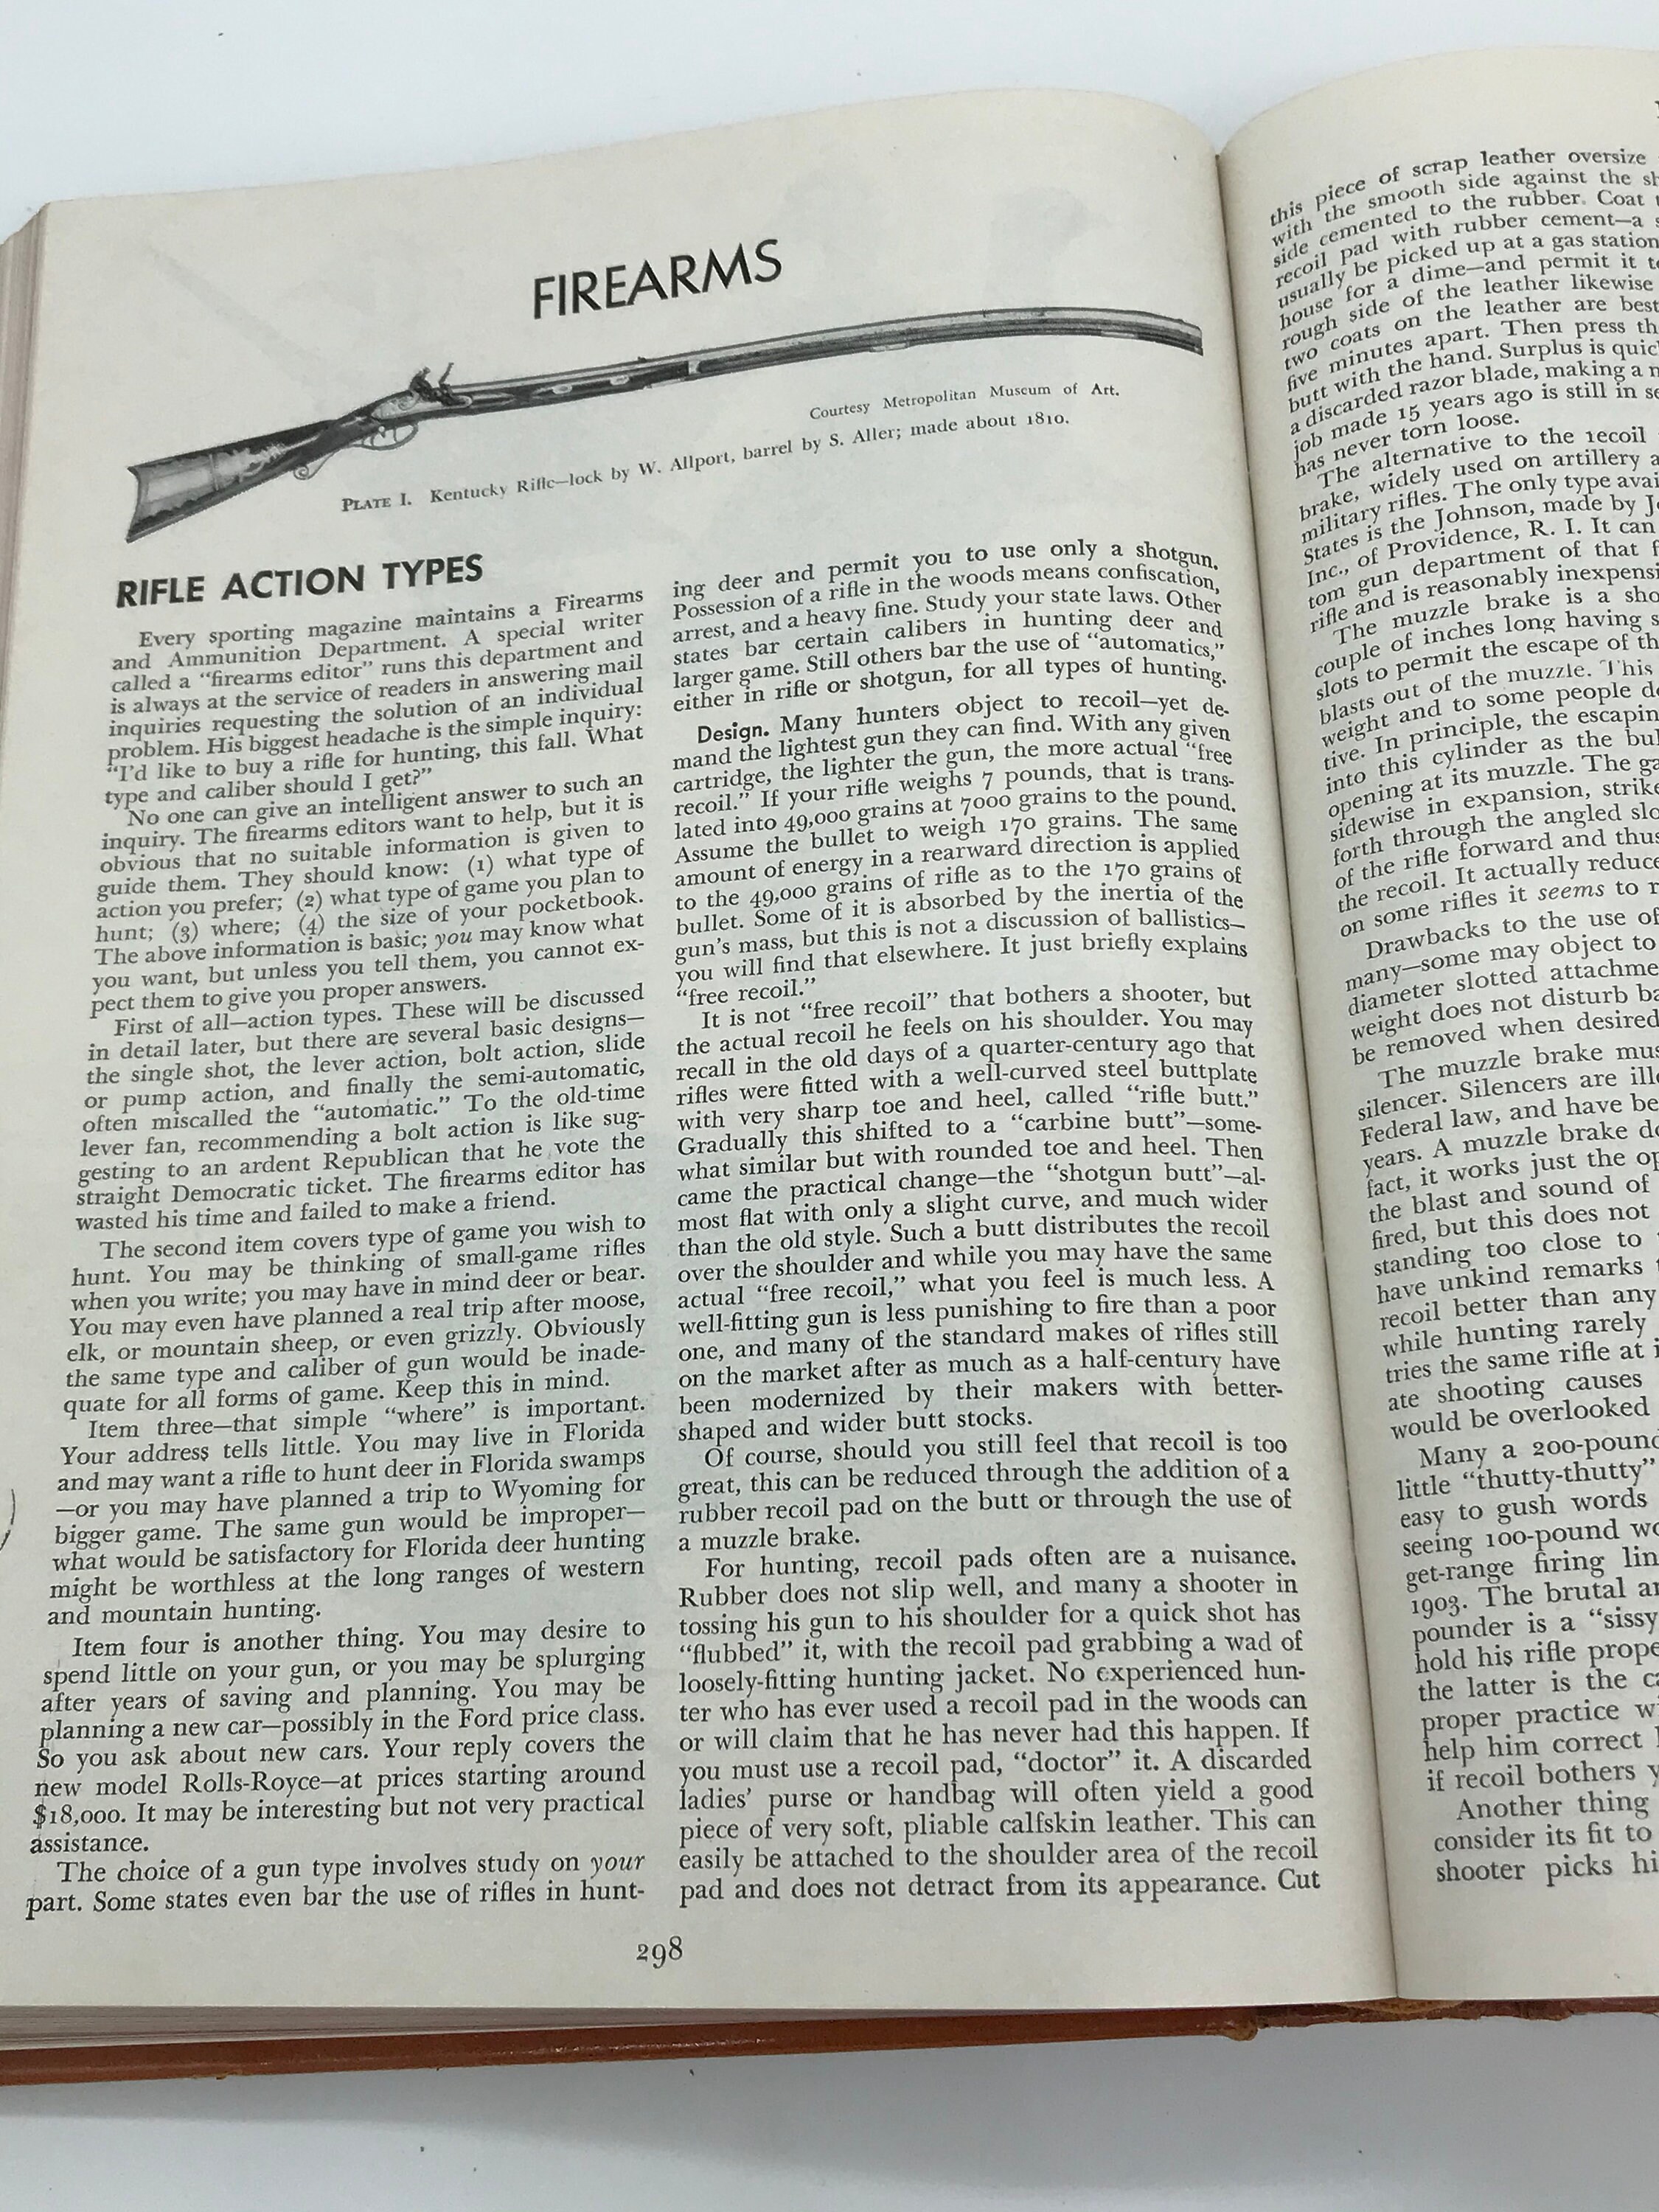 FIREARMS
Courtesy Metropolitan Museum of Art.
PLATE I. Kentucky Rifle—lock by W. Allport, barrel by S. Aller; made about 1810.
RIFLE ACTION TYPES
Every sporting magazine maintains a Firearms
and Ammunition Department. A special writer
called a “firearms editor” runs this department and
is always at the service of readers in answering mail
inquiries requesting the solution of an individual
problem. His biggest headache is the simple inquiry:
“I’d like to buy a rifle for hunting, this fall. What
type and caliber should I get?”
No one can give an intelligent answer to such an
inquiry. The firearms editors want to help, but it is
obvious that no suitable information is given to
guide them. They should know: (1) what type of
action you prefer; (2) what type of game you plan to
hunt; (3) where; (4) the size of your pocketbook.
The above information is basic; you may know what
you want, but unless you tell them, you cannot ex-
pect them to give you proper answers.
First of all—action types. These will be discussed
in detail later, but there are several basic designs—
the single shot, the lever action, bolt action, slide
or pump action, and finally the semi-automatic,
often miscalled the “automatic.” To the old-time
lever fan, recommending a bolt action is like sug-
gesting to an ardent Republican that he vote the
straight Democratic ticket. The firearms editor has
wasted his time and failed to make a friend.
The second item covers type of game you wish to
hunt. You may be thinking of small-game rifles
when you write; you may have in mind deer or bear.
You may even have planned a real trip after moose,
elk, or mountain sheep, or even grizzly. Obviously
the same type and caliber of gun would be inade-
quate for all forms of game. Keep this in mind.
Item three—that simple “where” is important.
Your address tells little. You may live in Florida
and may want a rifle to hunt deer in Florida swamps
—or you may have planned a trip to Wyoming for
bigger game. The same gun would be improper—
what would be satisfactory for Florida deer hunting
might be worthless at the long ranges of western
and mountain hunting.
Item four is another thing. You may desire to
spend little on your gun, or you may be splurging
after years of saving and planning. You may be
planning a new car—possibly in the Ford price class.
So you ask about new cars. Your reply covers the
new model Rolls-Royce—at prices starting around
$18,000. It may be interesting but not very practical
assistance.
The choice of a gun type involves study on your
part. Some states even bar the use of rifles in hunt-
ing deer and permit you to use only a shotgun.
Possession of a rifle in the woods means confiscation,
arrest, and a heavy fine. Study your state laws. Other
states bar certain calibers in hunting deer and
larger game. Still others bar the use of “automatics,”
either in rifle or shotgun, for all types of hunting.
Design. Many hunters object to recoil—yet de-
mand the lightest gun they can find. With any given
cartridge, the lighter the gun, the more actual “free
recoil.” If your rifle weighs 7 pounds, that is trans-
lated into 49,000 grains at 7000 grains to the pound.
Assume the bullet to weigh 170 grains. The same
amount of energy in a rearward direction is applied
to the 49,000 grains of rifle as to the 170 grains of
bullet. Some of it is absorbed by the inertia of the
gun’s mass, but this is not a discussion of ballistics—
you will find that elsewhere. It just briefly explains
“free recoil.”
It is not “free recoil” that bothers a shooter, but
the actual recoil he feels on his shoulder. You may
recall in the old days of a quarter-century ago that
rifles were fitted with a well-curved steel buttplate
with very sharp toe and heel, called “rifle butt.”
Gradually this shifted to a “carbine butt”—some-
what similar but with rounded toe and heel. Then
came the practical change—the “shotgun butt”—al-
most flat with only a slight curve, and much wider
than the old style. Such a butt distributes the recoil
over the shoulder and while you may have the same
actual “free recoil,” what you feel is much less. A
well-fitting gun is less punishing to fire than a poor
one, and many of the standard makes of rifles still
on the market after as much as a half-century have
been modernized by their makers with better-
shaped and wider butt stocks.
Of course, should you still feel that recoil is too
great, this can be reduced through the addition of a
rubber recoil pad on the butt or through the use of
a muzzle brake.
For hunting, recoil pads often are a nuisance.
Rubber does not slip well, and many a shooter in
tossing his gun to his shoulder for a quick shot has
“flubbed” it, with the recoil pad grabbing a wad of
loosely-fitting hunting jacket. No experienced hun-
ter who has ever used a recoil pad in the woods can
or will claim that he has never had this happen. If
you must use a recoil pad, “doctor” it. A discarded
ladies’ purse or handbag will often yield a good
piece of very soft, pliable calfskin leather. This can
easily be attached to the shoulder area of the recoil
pad and does not detract from its appearance. Cut
298
this piece of scrap leather oversize
with the smooth side against the
side cemented to the rubber. Coat
recoil pad with rubber cement—a
usually be picked up at a gas station
house for a dime—and permit it
rough side of the leather likewise
two coats on the leather are best
five minutes apart. Then press
butt with the hand. Surplus is
a discarded razor blade, making a
job made 15 years ago is still in
has never torn loose.
The alternative to the recoil
brake, widely used on artillery
military rifles. The only type
States is the Johnson, made by
Inc., of Providence, R. I. It can
tom gun department of that
rifle and is reasonably
The muzzle brake is a
couple of inches long having
slots to permit the escape of
blasts out of the muzzle. This
weight and to some people
tive. In principle, the
into this cylinder as the
opening at its muzzle. The
sidewise in expansion,
forth through the angled
of the rifle forward and
the recoil. It actually
on some rifles it seems to
Drawbacks to the use of
many—some may object to
diameter slotted
weight does not disturb
be removed when desired
The muzzle brake
silencer. Silencers are
Federal law, and have
years. A muzzle brake
fact, it works just the
the blast and sound of
fired, but this does not
standing too close to
have unkind remarks
recoil better than any
while hunting rarely
tries the same rifle at
ate shooting causes
would be overlooked
Many a
little “thutty-thutty”
easy to gush words
seeing 100-pound
get-range firing
1903. The brutal
pounder is a “sissy
hold his rifle
the latter is the
proper practice
help him correct
if recoil bothers
Another thing
consider its fit to
shooter picks